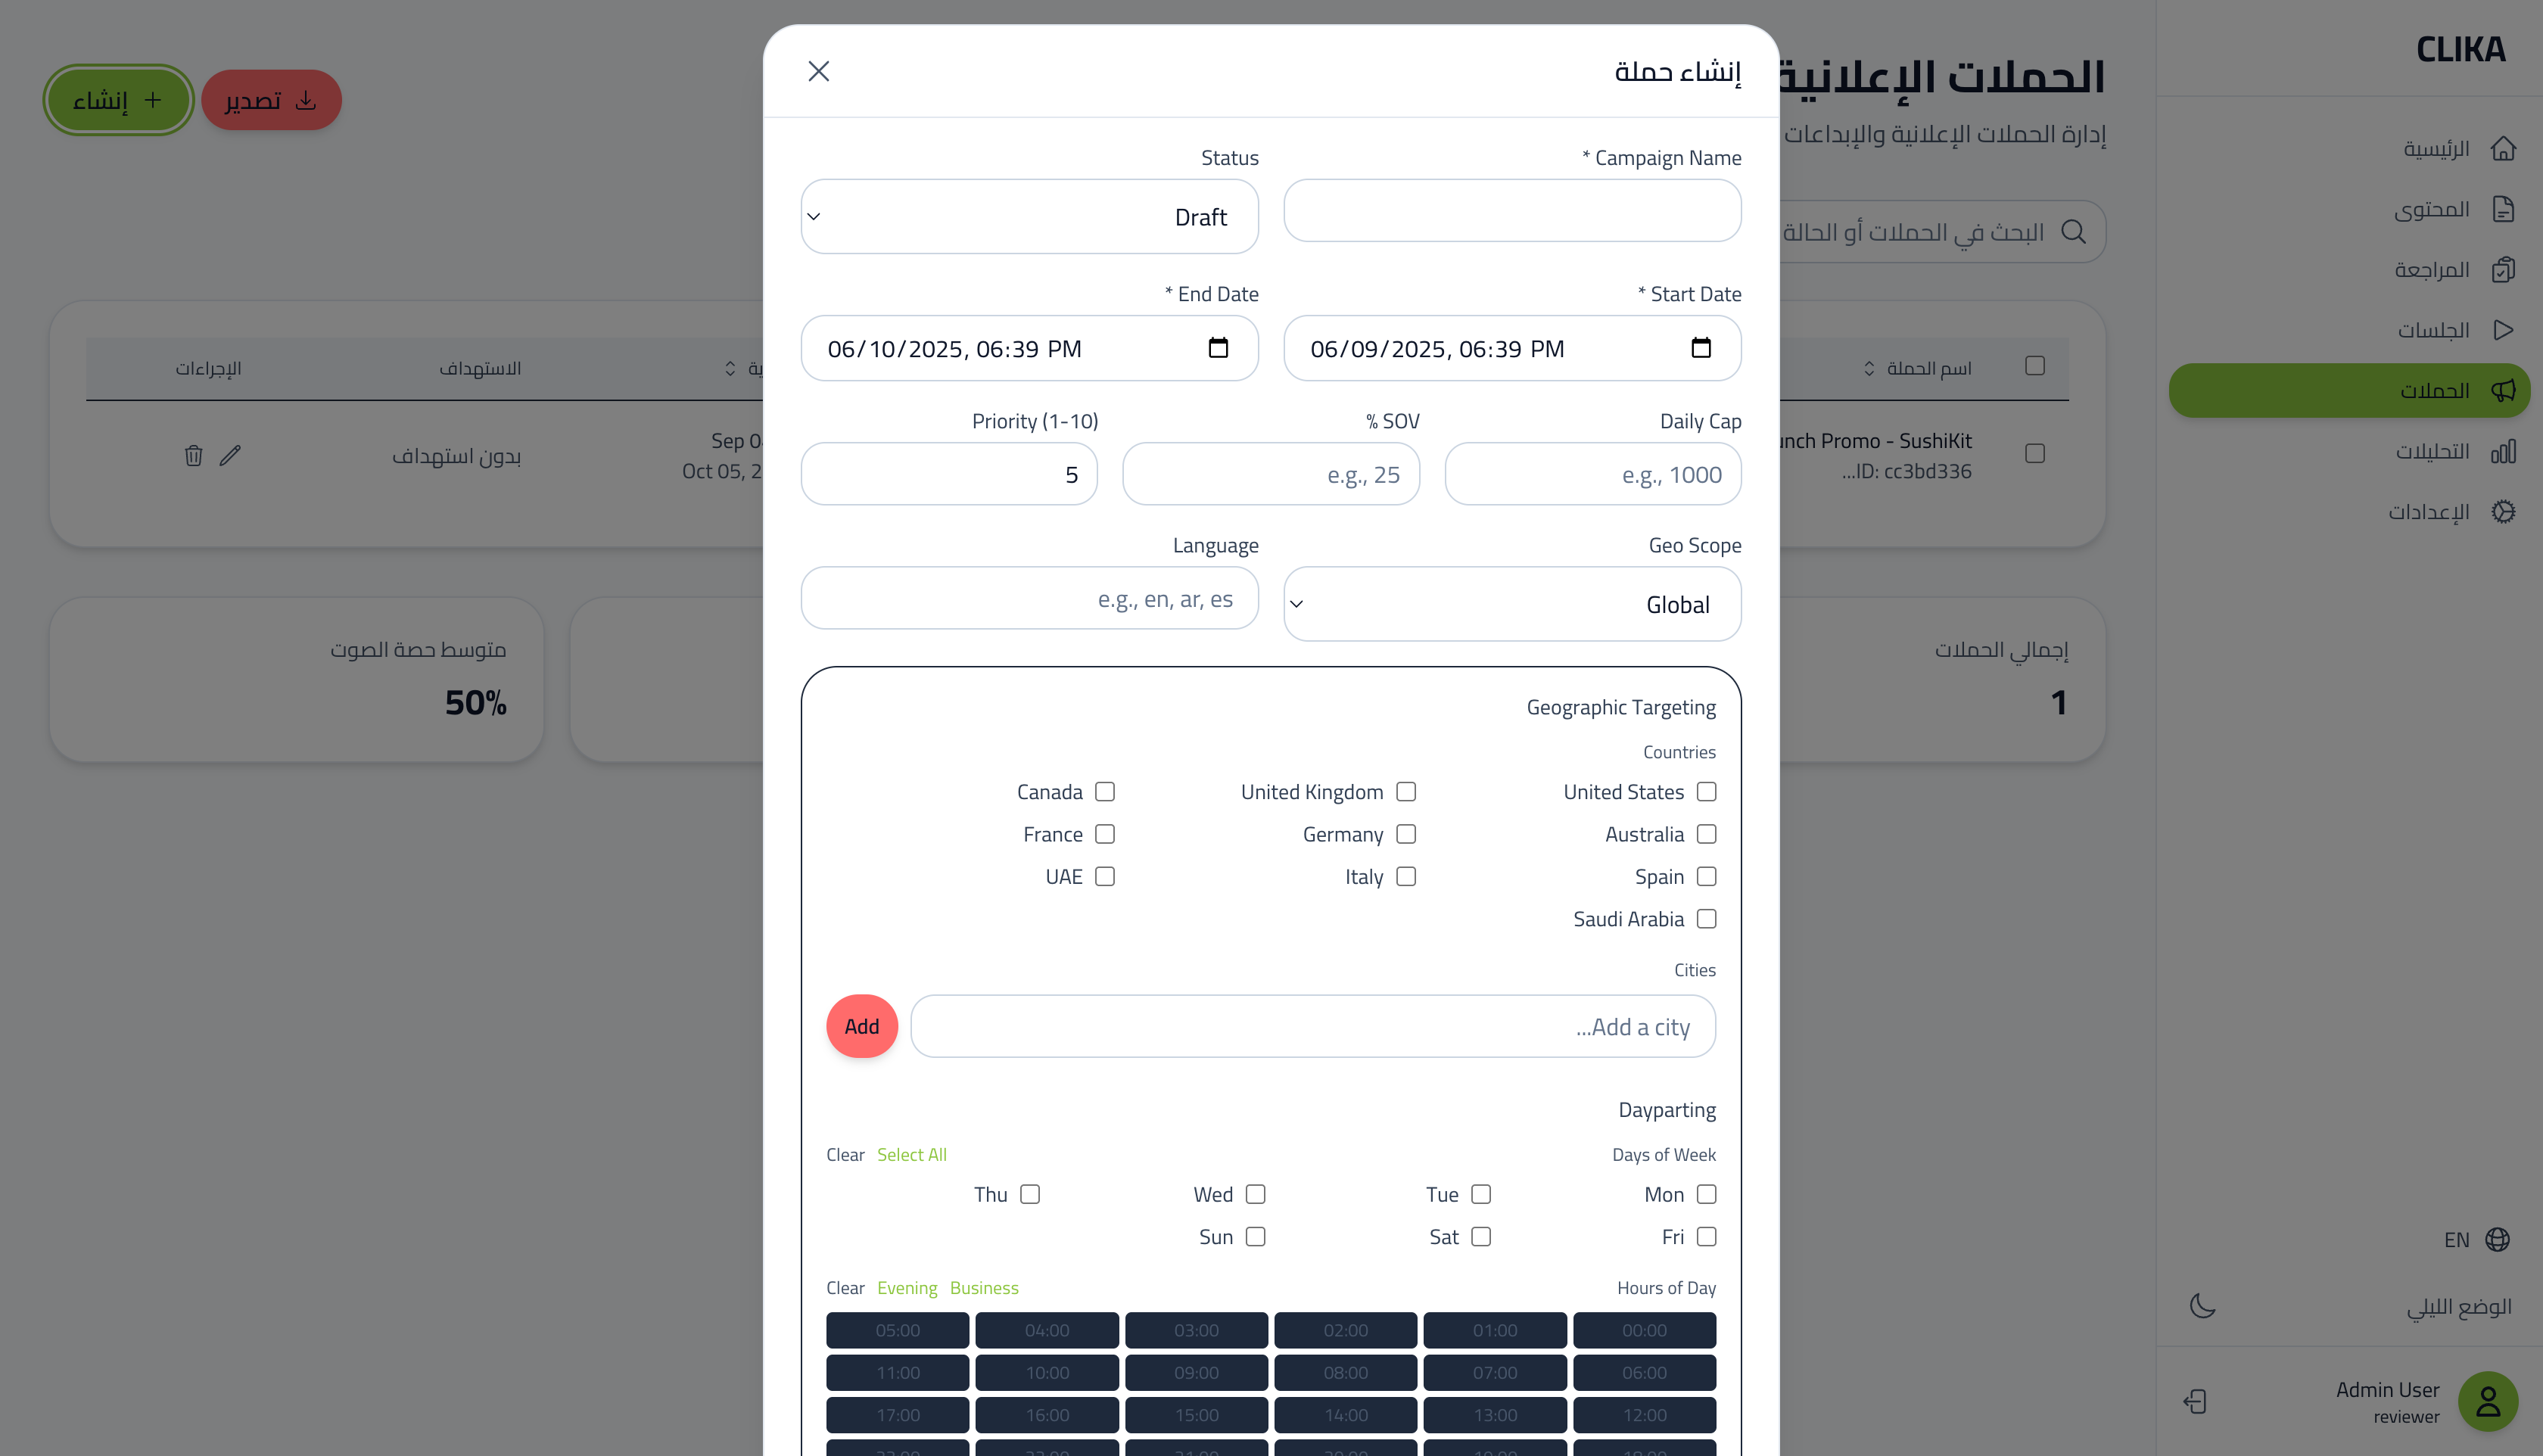 CLIKA
الرئيسية
المحتوى
المراجعة
الجلسات
الحملات
التحليلات
الإعدادات
EN
الوضع الليلي
Admin User
reviewer
الحملات الإعلانية
إدارة الحملات الإعلانية والإبداعات
تصدير
إنشاء
البحث في الحملات أو الحالة
اسم الحملة
الاستهداف
الإجراءات
Promo - SushiKit
ID: cc3bd336...
Sep
Oct 05,
بدون استهداف
إجمالي الحملات
1
متوسط حصة الصوت
50%
إنشاء حملة
Campaign Name *
Status
Draft
Start Date *
End Date *
06/09/2025, 06:39 PM
06/10/2025, 06:39 PM
Daily Cap
SOV %
Priority (1-10)
e.g., 1000
e.g., 25
5
Geo Scope
Language
Global
e.g., en, ar, es
Geographic Targeting
Countries
United States
United Kingdom
Canada
Australia
Germany
France
Spain
Italy
UAE
Saudi Arabia
Cities
Add a city...
Add
Dayparting
Days of Week
Select All
Clear
Mon
Tue
Wed
Thu
Fri
Sat
Sun
Hours of Day
Business
Evening
Clear
00:00
01:00
02:00
03:00
04:00
05:00
06:00
07:00
08:00
09:00
10:00
11:00
12:00
13:00
14:00
15:00
16:00
17:00